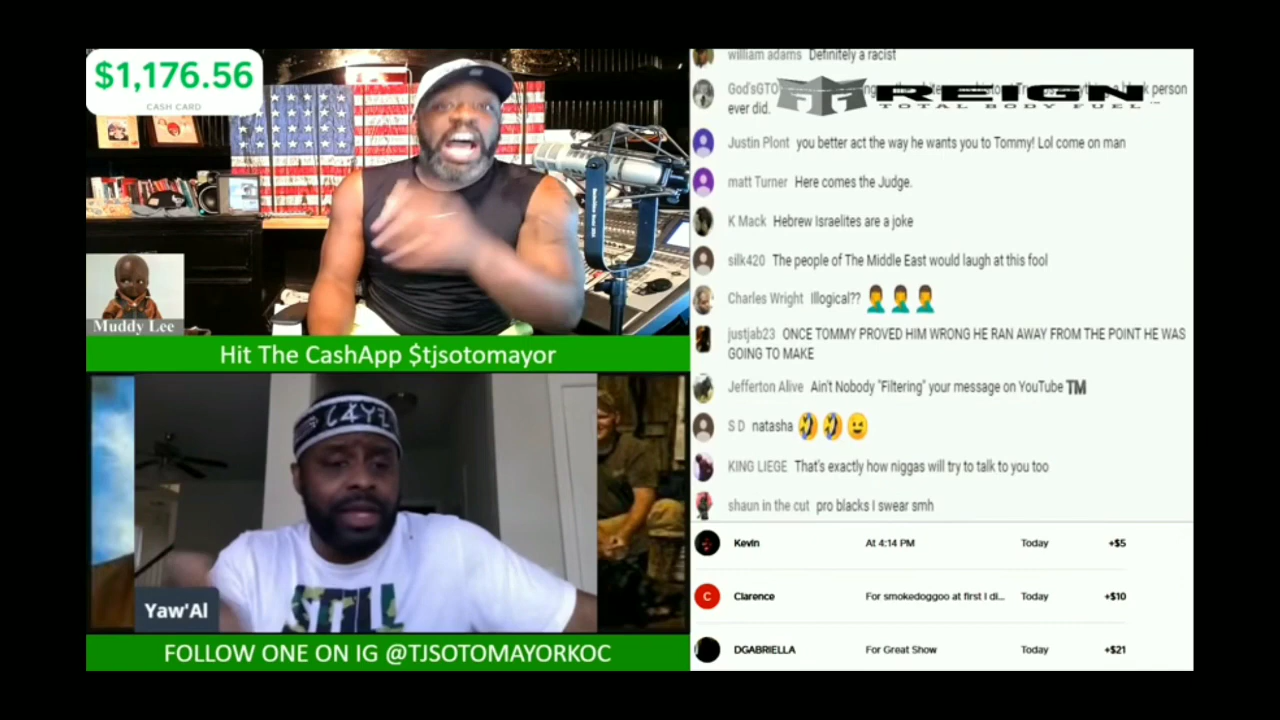 $1,176.56
CASH CARD
Muddy Lee
Hit The CashApp $tjsotomayor
Yaw'Al
STILL
FOLLOW ONE ON IG @TJSOTOMAYORKOC
william adams Definitely a racist
God'sGTO
person
ever did.
REIGN
TOTAL BODY FUEL
Justin Plont you better act the way he wants you to Tommy! Lol come on man
matt Turner Here comes the Judge.
K Mack Hebrew Israelites are a joke
silk420 The people of The Middle East would laugh at this fool
Charles Wright Illogical?? 🤦‍♂️🤦‍♂️🤦‍♂️
justjab23 ONCE TOMMY PROVED HIM WRONG HE RAN AWAY FROM THE POINT HE WAS
GOING TO MAKE
Jefferton Alive Ain't Nobody "Filtering" your message on YouTube ™️
S D natasha 🤣🤣😉
KING LIEGE That's exactly how niggas will try to talk to you too
shaun in the cut pro blacks I swear smh
Kevin At 4:14 PM Today +$5
C Clarence For smokedoggoo at first I di... Today +$10
DGABRIELLA For Great Show Today +$21